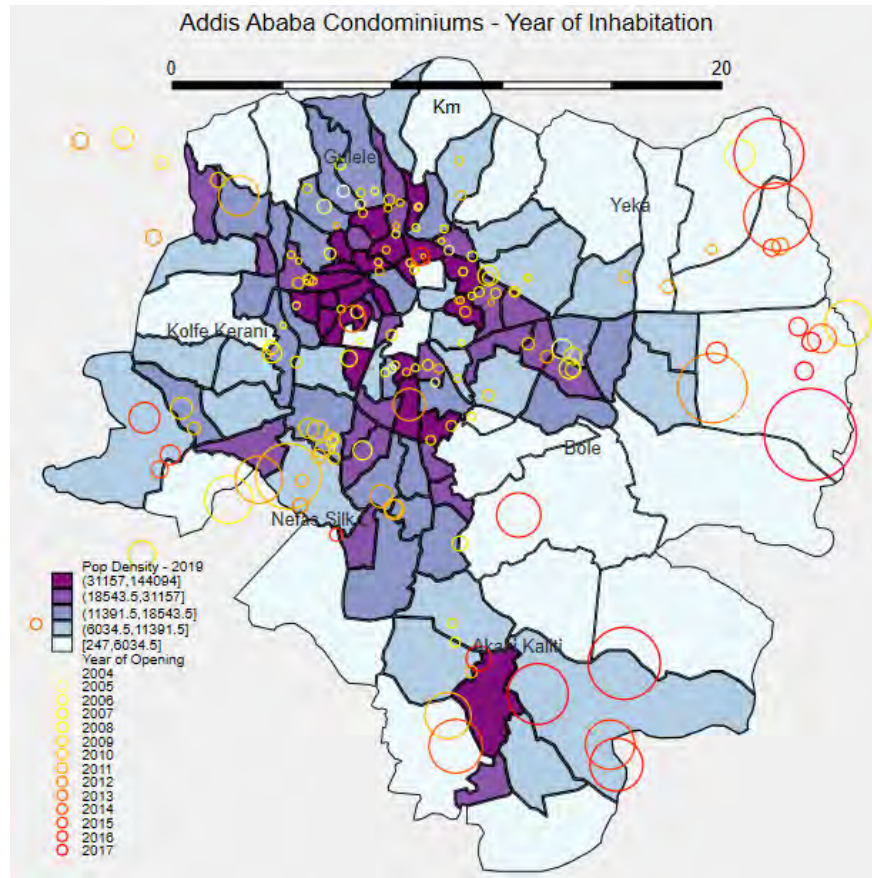 Addis Ababa Condominiums - Year of Inhabitation
0 20
Km
Gulele
Yeka
Kolfe Kerani
Bole
Nefas Silk
Akaki Kaliti
Pop Density - 2019
(31157,144094]
(18543.5,31157]
(11391.5,18543.5]
(6034.5,11391.5]
[247,6034.5]
Year of Opening
2004
2005
2006
2007
2008
2009
2010
2011
2012
2013
2014
2015
2016
2017